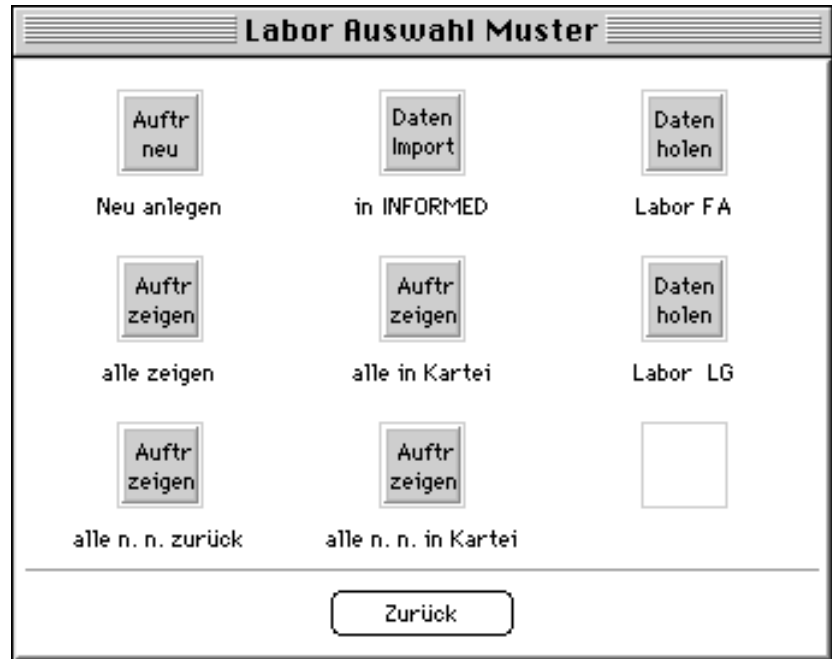 Labor Auswahl Muster
Auftr
neu
Neu anlegen
Daten
Import
in INFORMED
Daten
holen
Labor FA
Auftr
zeigen
alle zeigen
Auftr
zeigen
alle in Kartei
Daten
holen
Labor LG
Auftr
zeigen
alle n. n. zurück
Auftr
zeigen
alle n. n. in Kartei
Zurück